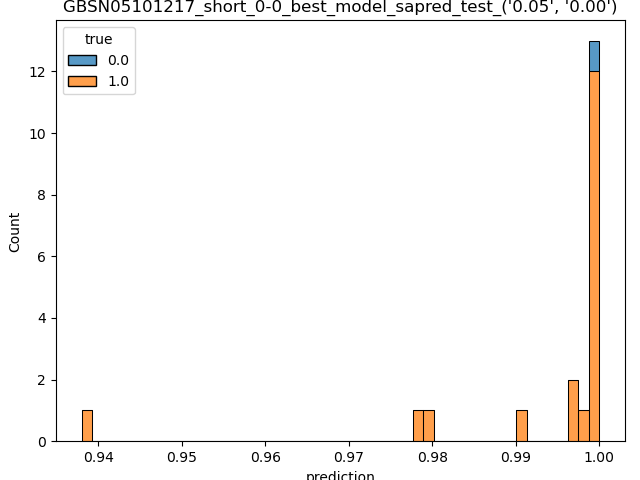 GBSN05101217_short_0-0_best_model_sapred_test_('0.05', '0.00')
true
0.0
1.0
Count
12
10
8
6
4
2
0
0.94 0.95 0.96 0.97 0.98 0.99 1.00
prediction